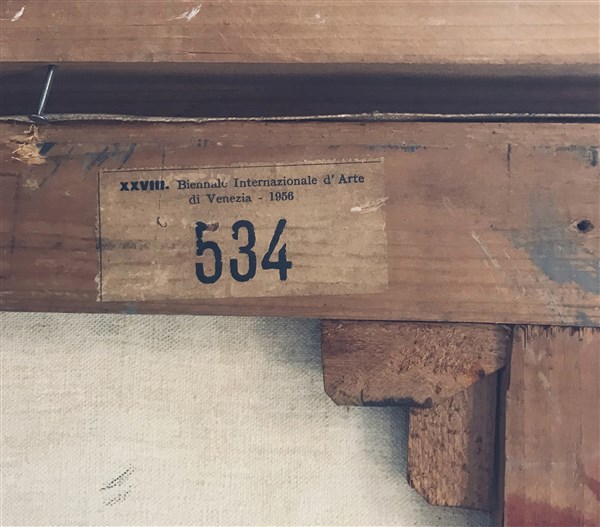 XXVIII. Biennale Internazionale d'Arte
di Venezia - 1956
534